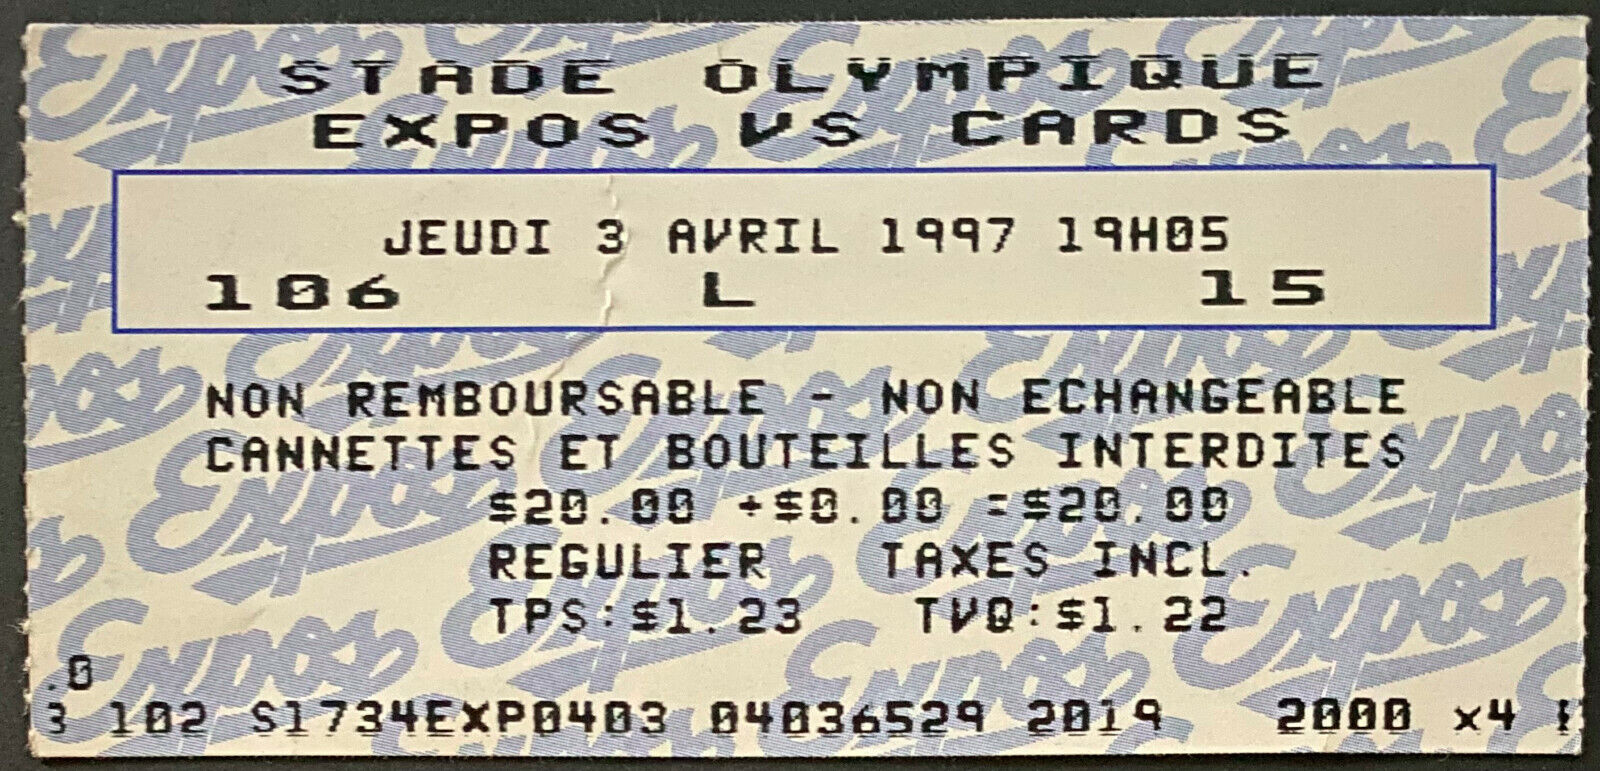 STADE OLYMPIQUE
EXPOS VS CARDS
JEUDI 3 AVRIL 1997 19H05
106 L 15
NON REMBOURSABLE - NON ECHANGEABLE
CANNETTES ET BOUTEILLES INTERDITES
$20.00 +$0.00 =$20.00
REGULIER TAXES INCL.
TPS:$1.23 TVQ:$1.22
.0
3 102 S1734EXP0403 04036529 2019 2000 x4